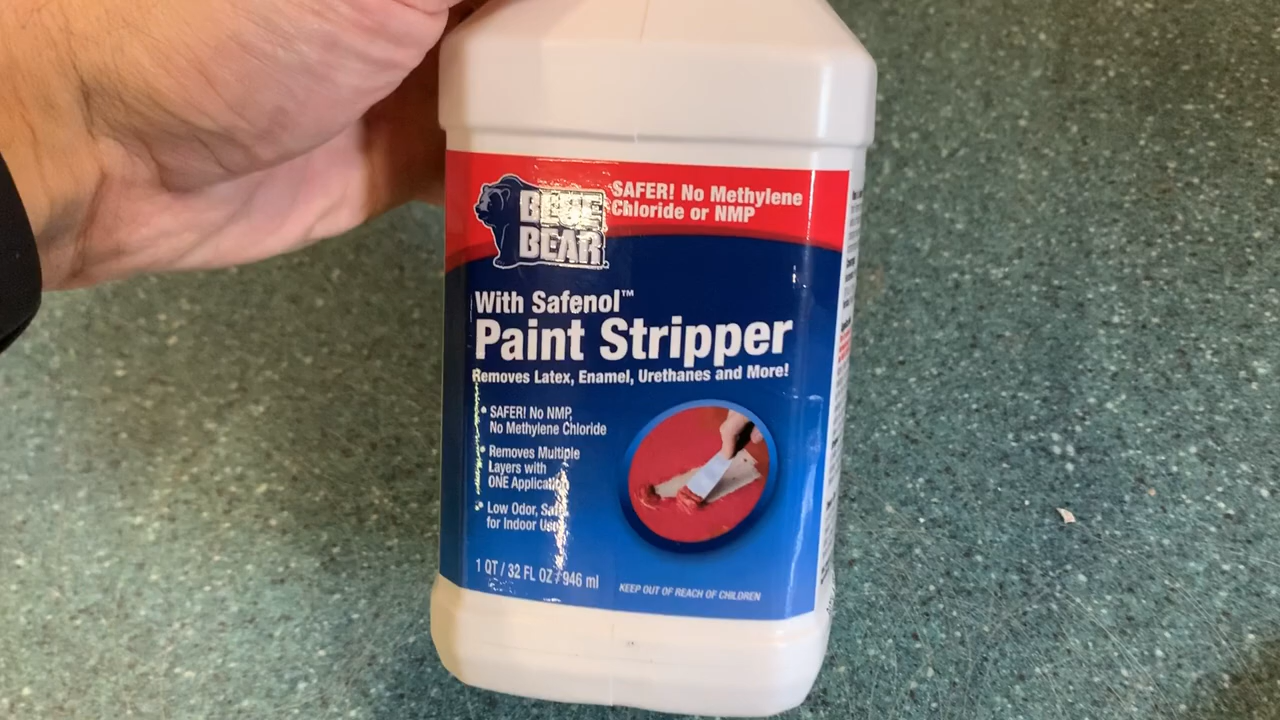 BLUE
BEAR
SAFER! No Methylene
Chloride or NMP
With Safenol™
Paint Stripper
Removes Latex, Enamel, Urethanes and More!
• SAFER! No NMP,
No Methylene Chloride
• Removes Multiple
Layers with
ONE Application
• Low Odor, Safe
for Indoor Use
1 QT / 32 FL OZ / 946 ml
KEEP OUT OF REACH OF CHILDREN